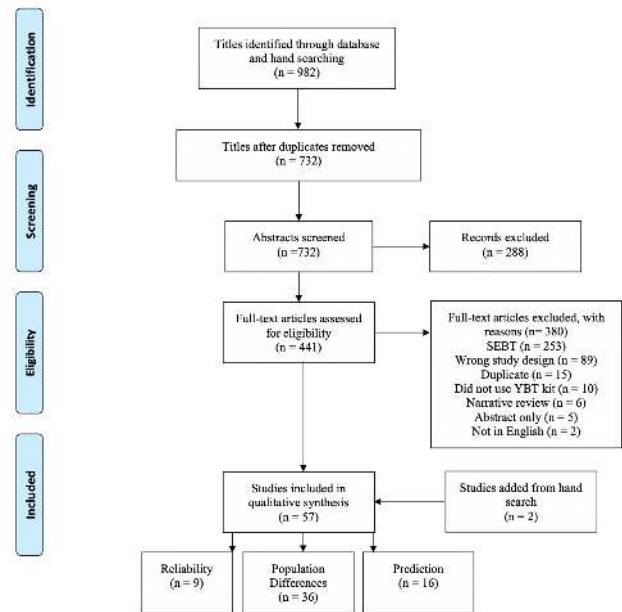 Identification
Titles identified through database
and hand searching
(n = 982)
Titles after duplicates removed
(n = 732)
Screening
Abstracts screened
(n =732)
Records excluded
(n = 288)
Eligibility
Full-text articles assessed
for eligibility
(n = 441)
Full-text articles excluded, with
reasons (n= 380)
SEBT (n = 253)
Wrong study design (n = 89)
Duplicate (n = 15)
Did not use YBT kit (n = 10)
Narrative review (n = 6)
Abstract only (n = 5)
Not in English (n = 2)
Included
Studies included in
qualitative synthesis
(n = 57)
Studies added from hand
search
(n = 2)
Reliability
(n = 9)
Population
Differences
(n = 36)
Prediction
(n = 16)